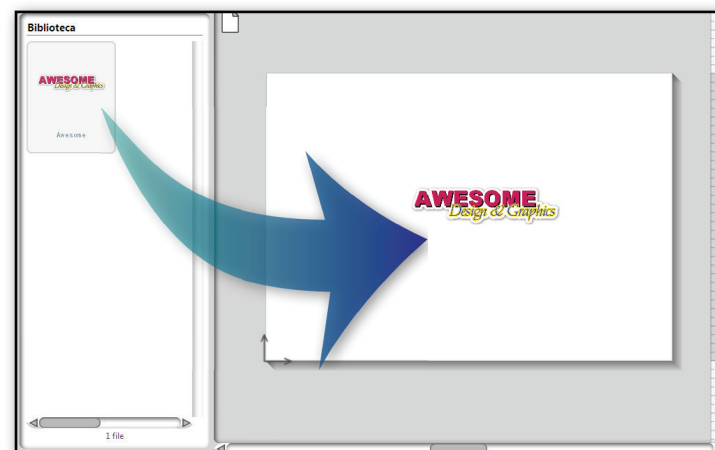 Biblioteca
AWESOME
Design & Graphics
Awesome
1 file
AWESOME
Design & Graphics